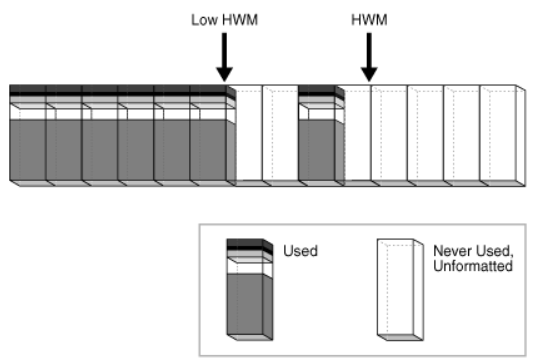 Low HWM
HWM
Used
Never Used,
Unformatted